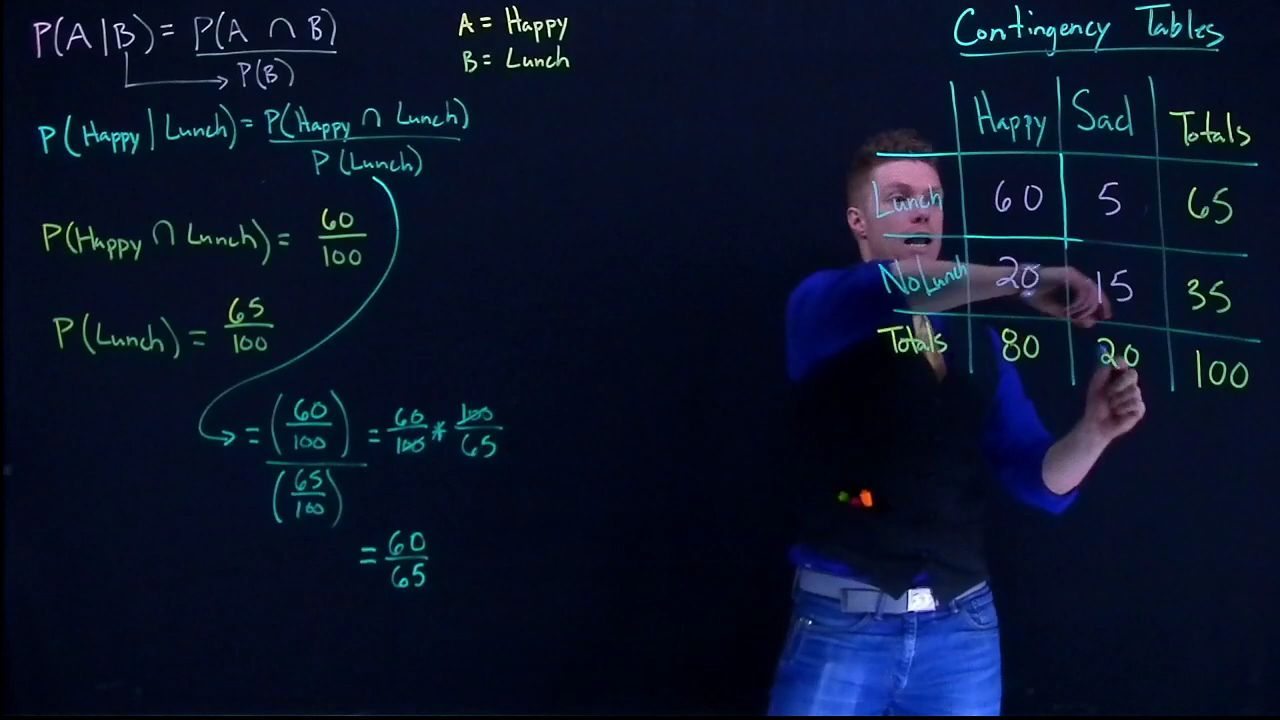 P(A|B) = P(A ∩ B)
P(B)
A = Happy
B = Lunch
P(Happy | Lunch) = P(Happy ∩ Lunch)
P(Lunch)
P(Happy ∩ Lunch) = 60
100
P(Lunch) = 65
100
= (60/100) = 60/100 * 100/65
(65/100)
= 60
65
Contingency Tables
Happy Sad Totals
Lunch 60 5 65
No Lunch 20 15 35
Totals 80 20 100